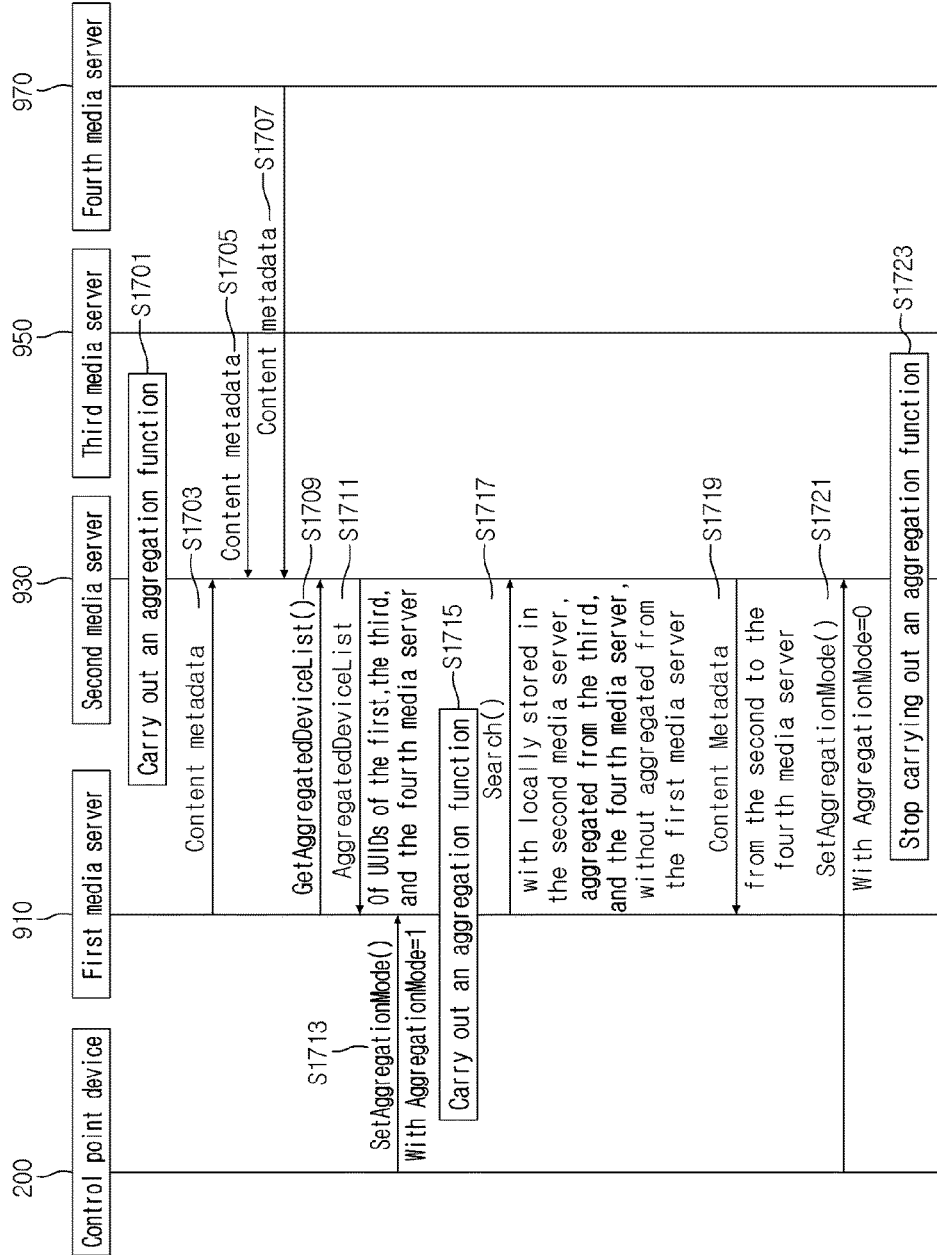 200
910
930
950
970
Control point device
First media server
Second media server
Third media server
Fourth media server
Carry out an aggregation function
S1701
Content metadata
S1703
Content metadata
S1705
Content metadata
S1707
GetAggregatedDeviceList()
S1709
AggregatedDeviceList
S1711
Of UUIDs of the first,the third,
and the fourth media server
S1713
SetAggregationMode()
With AggregationMode=1
Carry out an aggregation function
S1715
Search()
S1717
with locally stored in
the second media server,
aggregated from the third,
and the fourth media server,
without aggregated from
the first media server
Content Metadata
S1719
from the second to the
fourth media server
SetAggregationMode()
S1721
With AggregationMode=0
Stop carrying out an aggregation function
S1723